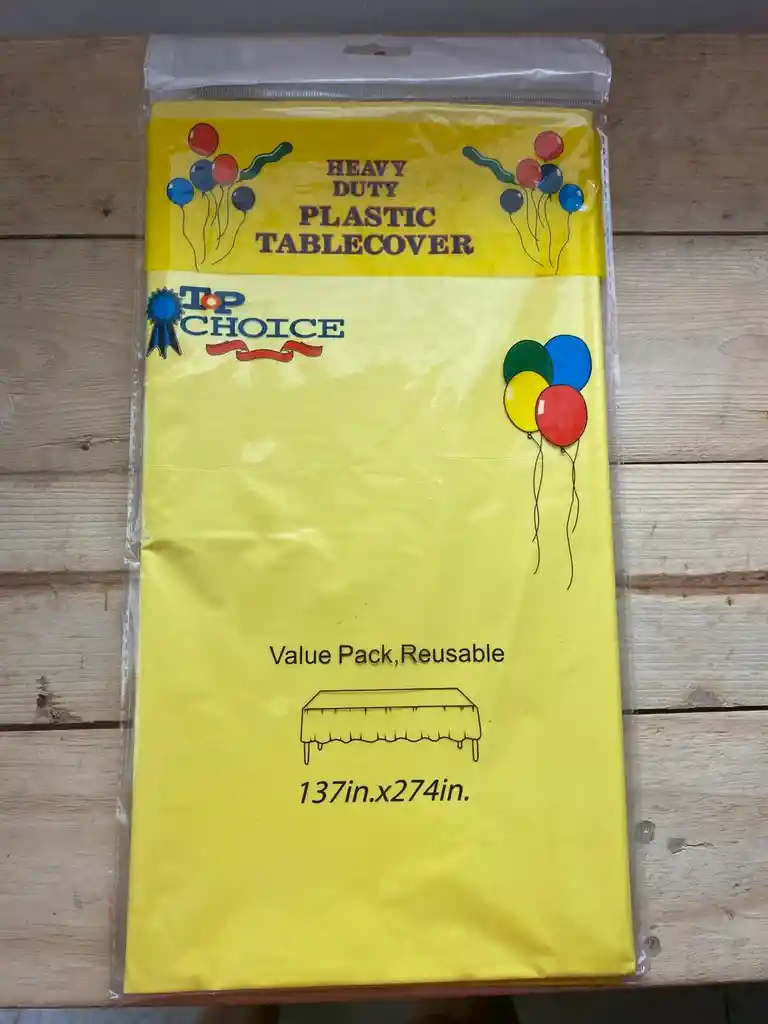 HEAVY
DUTY
PLASTIC
TABLECOVER
TOP
CHOICE
Value Pack,Reusable
137in.x274in.